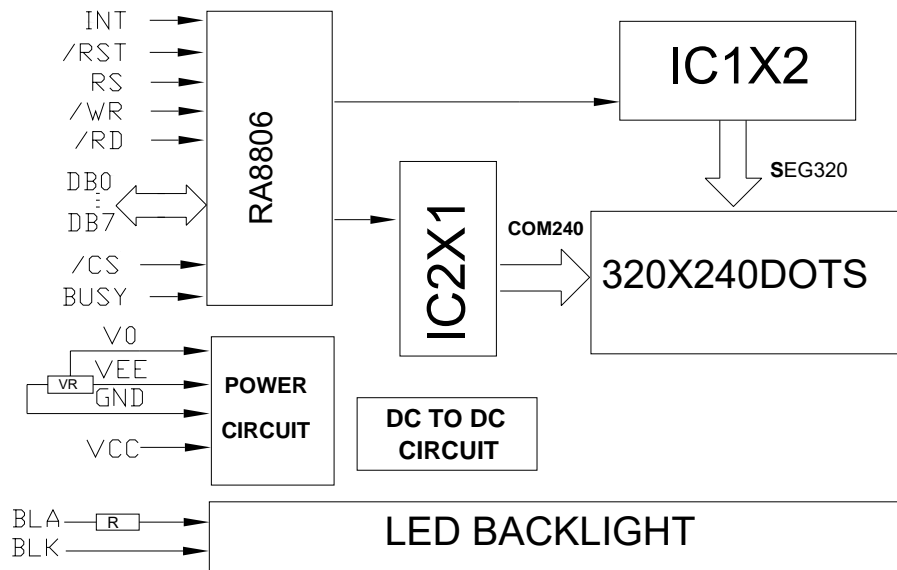 INT
/RST
RS
/WR
/RD
DB0
DB7
/CS
BUSY
RA8806
IC1X2
SEG320
IC2X1
COM240
320X240DOTS
V0
VEE
VR
GND
VCC
POWER
CIRCUIT
DC TO DC
CIRCUIT
BLA
R
BLK
LED BACKLIGHT